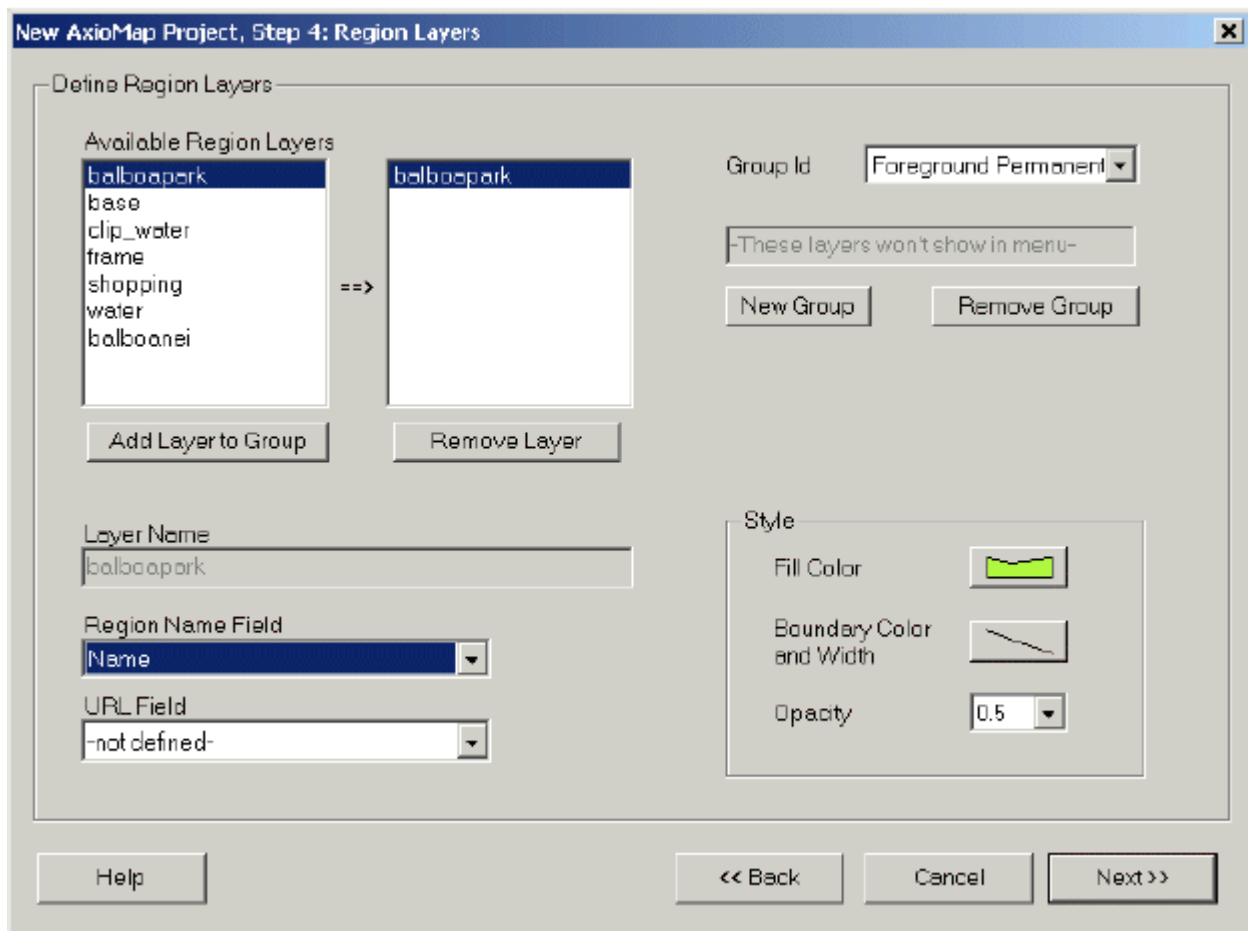 New AxioMap Project, Step 4: Region Layers
Define Region Layers
Available Region Layers
balboapark
base
clip_water
frame
shopping
water
balboanei
==>
balboapark
Add Layer to Group
Remove Layer
Group Id
Foreground Permanent
-These layers won't show in menu-
New Group
Remove Group
Layer Name
balboapark
Region Name Field
Name
URL Field
-not defined-
Style
Fill Color
Boundary Color
and Width
Opacity
0.5
Help
<< Back
Cancel
Next >>